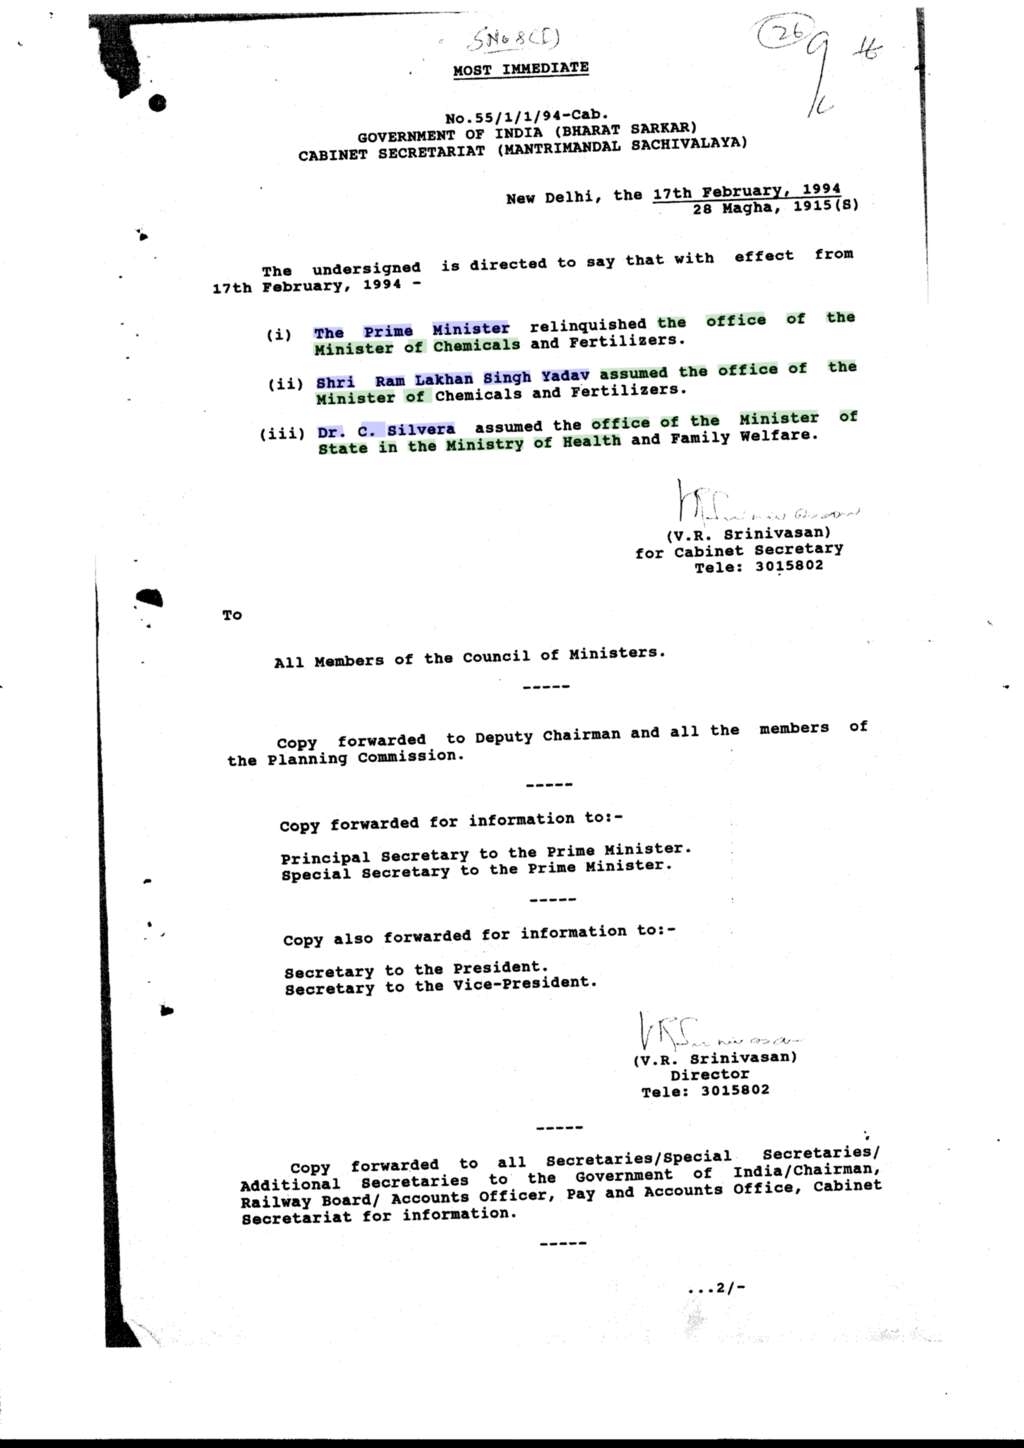 SNo 8(I)
26
MOST IMMEDIATE
No.55/1/1/94-Cab.
GOVERNMENT OF INDIA (BHARAT SARKAR)
CABINET SECRETARIAT (MANTRIMANDAL SACHIVALAYA)
New Delhi, the 17th February, 1994
28 Magha, 1915(S)
The undersigned is directed to say that with effect from
17th February, 1994 -
(i) The Prime Minister relinquished the office of the
Minister of Chemicals and Fertilizers.
(ii) Shri Ram Lakhan Singh Yadav assumed the office of the
Minister of Chemicals and Fertilizers.
(iii) Dr. C. Silvera assumed the office of the Minister of
State in the Ministry of Health and Family Welfare.
VR Srinivasan
(V.R. Srinivasan)
for Cabinet Secretary
Tele: 3015802
To
All Members of the Council of Ministers.
-----
Copy forwarded to Deputy Chairman and all the members of
the Planning Commission.
-----
Copy forwarded for information to:-
Principal Secretary to the Prime Minister.
Special Secretary to the Prime Minister.
-----
Copy also forwarded for information to:-
Secretary to the President.
Secretary to the Vice-President.
VR Srinivasan
(V.R. Srinivasan)
Director
Tele: 3015802
-----
Copy forwarded to all Secretaries/Special Secretaries/
Additional Secretaries to the Government of India/Chairman,
Railway Board/ Accounts Officer, Pay and Accounts Office, Cabinet
Secretariat for information.
-----
...2/-